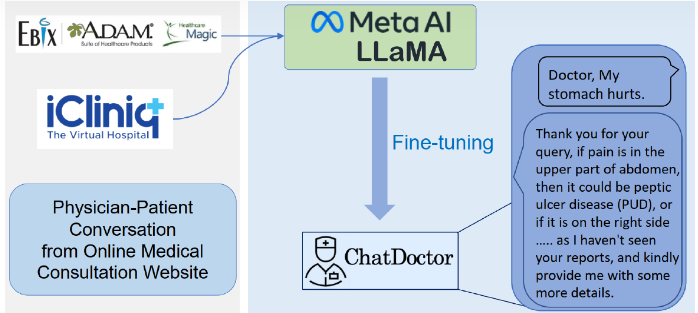 EBIX
ADAM
Suite of Healthcare Products
Healthcare
Magic
iCliniq
The Virtual Hospital
Physician-Patient
Conversation
from Online Medical
Consultation Website
Meta AI
LLaMA
Fine-tuning
ChatDoctor
Doctor, My
stomach hurts.
Thank you for your
query, if pain is in the
upper part of abdomen,
then it could be peptic
ulcer disease (PUD), or
if it is on the right side
..... as I haven't seen
your reports, and kindly
provide me with some
more details.